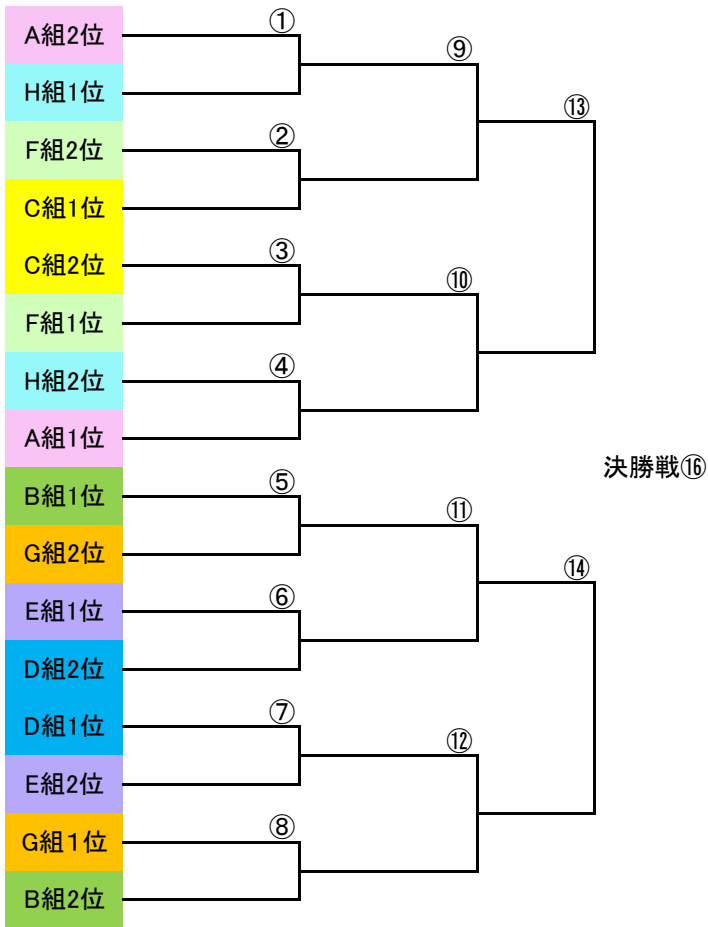 A組2位
①
⑨
H組1位
⑬
F組2位
②
C組1位
C組2位
③
⑩
F組1位
H組2位
④
A組1位
決勝戦⑯
B組1位
⑤
⑪
G組2位
⑭
E組1位
⑥
D組2位
D組1位
⑦
⑫
E組2位
G組１位
⑧
B組2位